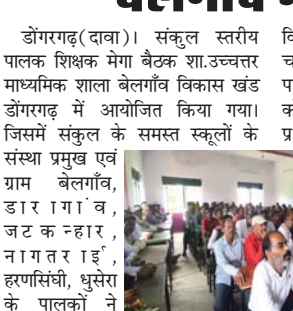 डोंगरगढ़(दावा)। संकुल स्तरीय
पालक शिक्षक मेगा बैठक शा.उच्चत्तर
माध्यमिक शाला बेलगाँव विकास खंड
डोंगरगढ़ में आयोजित किया गया।
जिसमें संकुल के समस्त स्कूलों के
संस्था प्रमुख एवं
ग्राम बेलगाँव,
डारागांव,
जटकन्हार,
नागतराई,
हरणसिंघी, धुसेरा
के पालकों ने